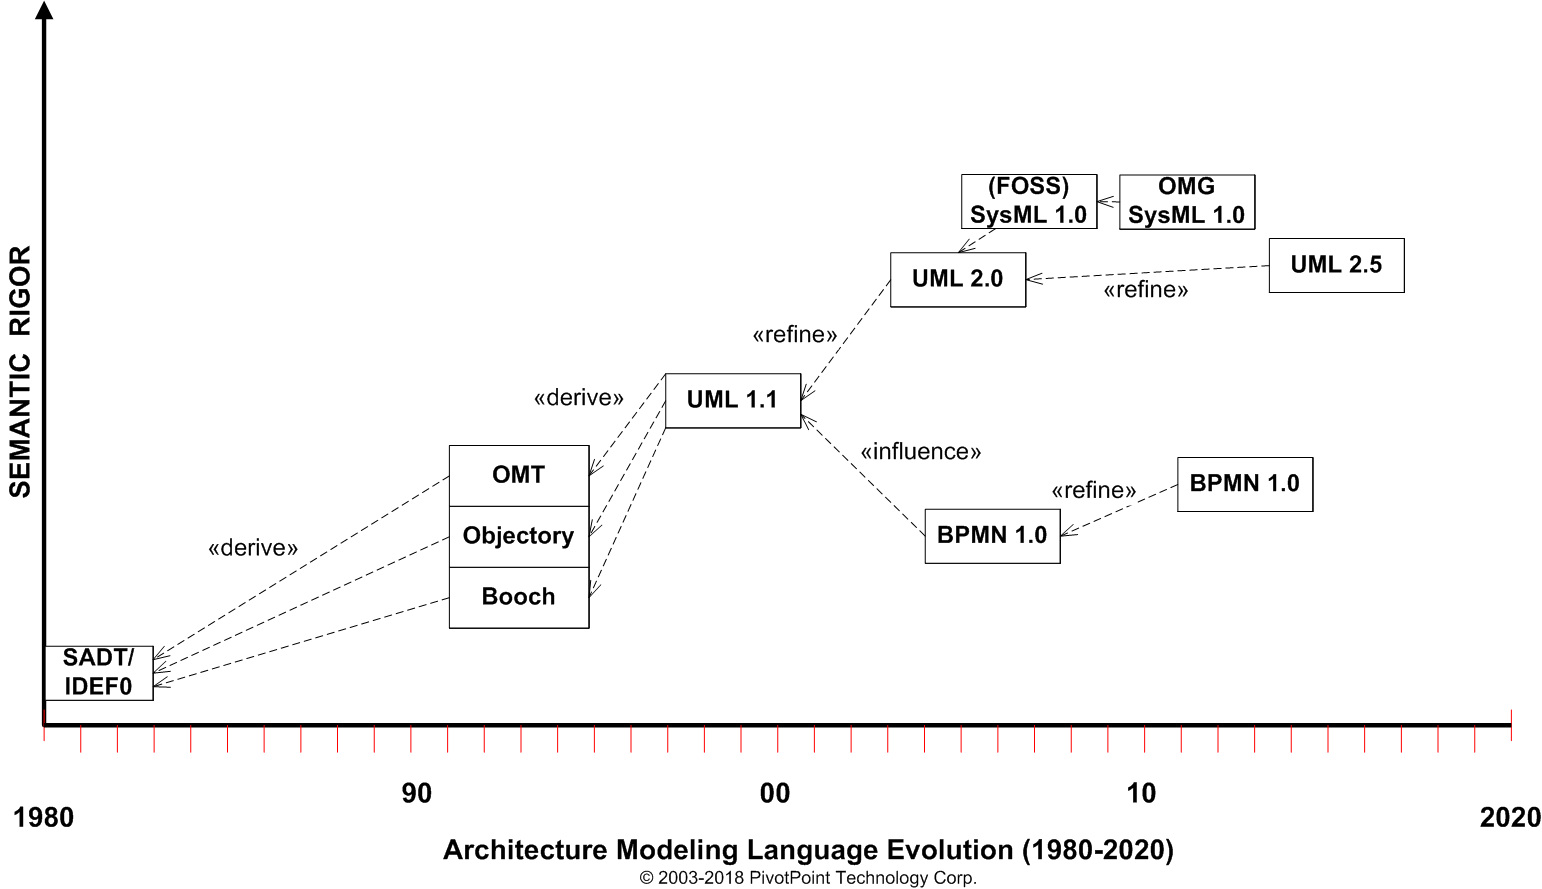 (FOSS)
SysML 1.0
OMG
SysML 1.0
UML 2.0
UML 2.5
«refine»
«refine»
SEMANTIC RIGOR
UML 1.1
«derive»
«influence»
OMT
Objectory
Booch
BPMN 1.0
«refine»
BPMN 1.0
«derive»
SADT/
IDEF0
90
00
10
1980
2020
Architecture Modeling Language Evolution (1980-2020)
© 2003-2018 PivotPoint Technology Corp.